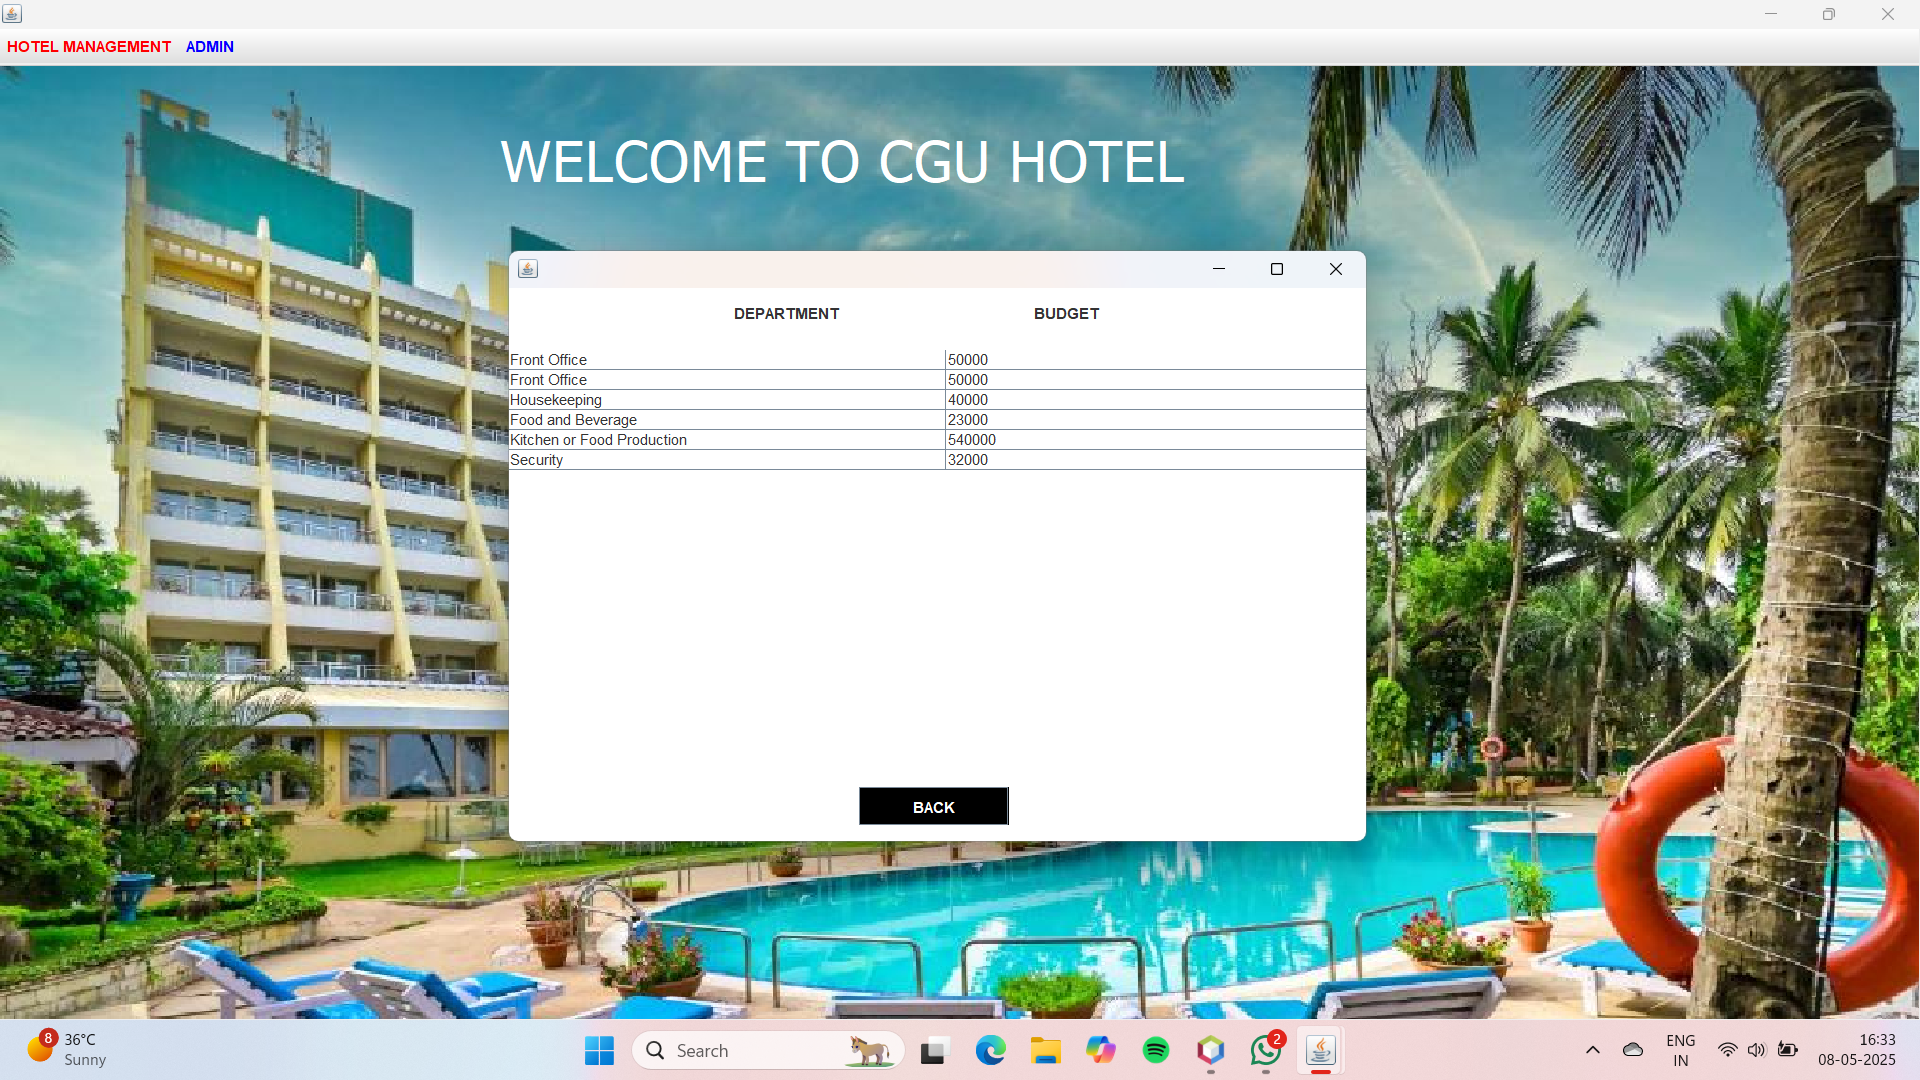 HOTEL MANAGEMENT ADMIN
WELCOME TO CGU HOTEL
DEPARTMENT BUDGET
Front Office 50000
Front Office 50000
Housekeeping 40000
Food and Beverage 23000
Kitchen or Food Production 540000
Security 32000
BACK
8
36°C
Sunny
Search
2
ENG
IN
16:33
08-05-2025